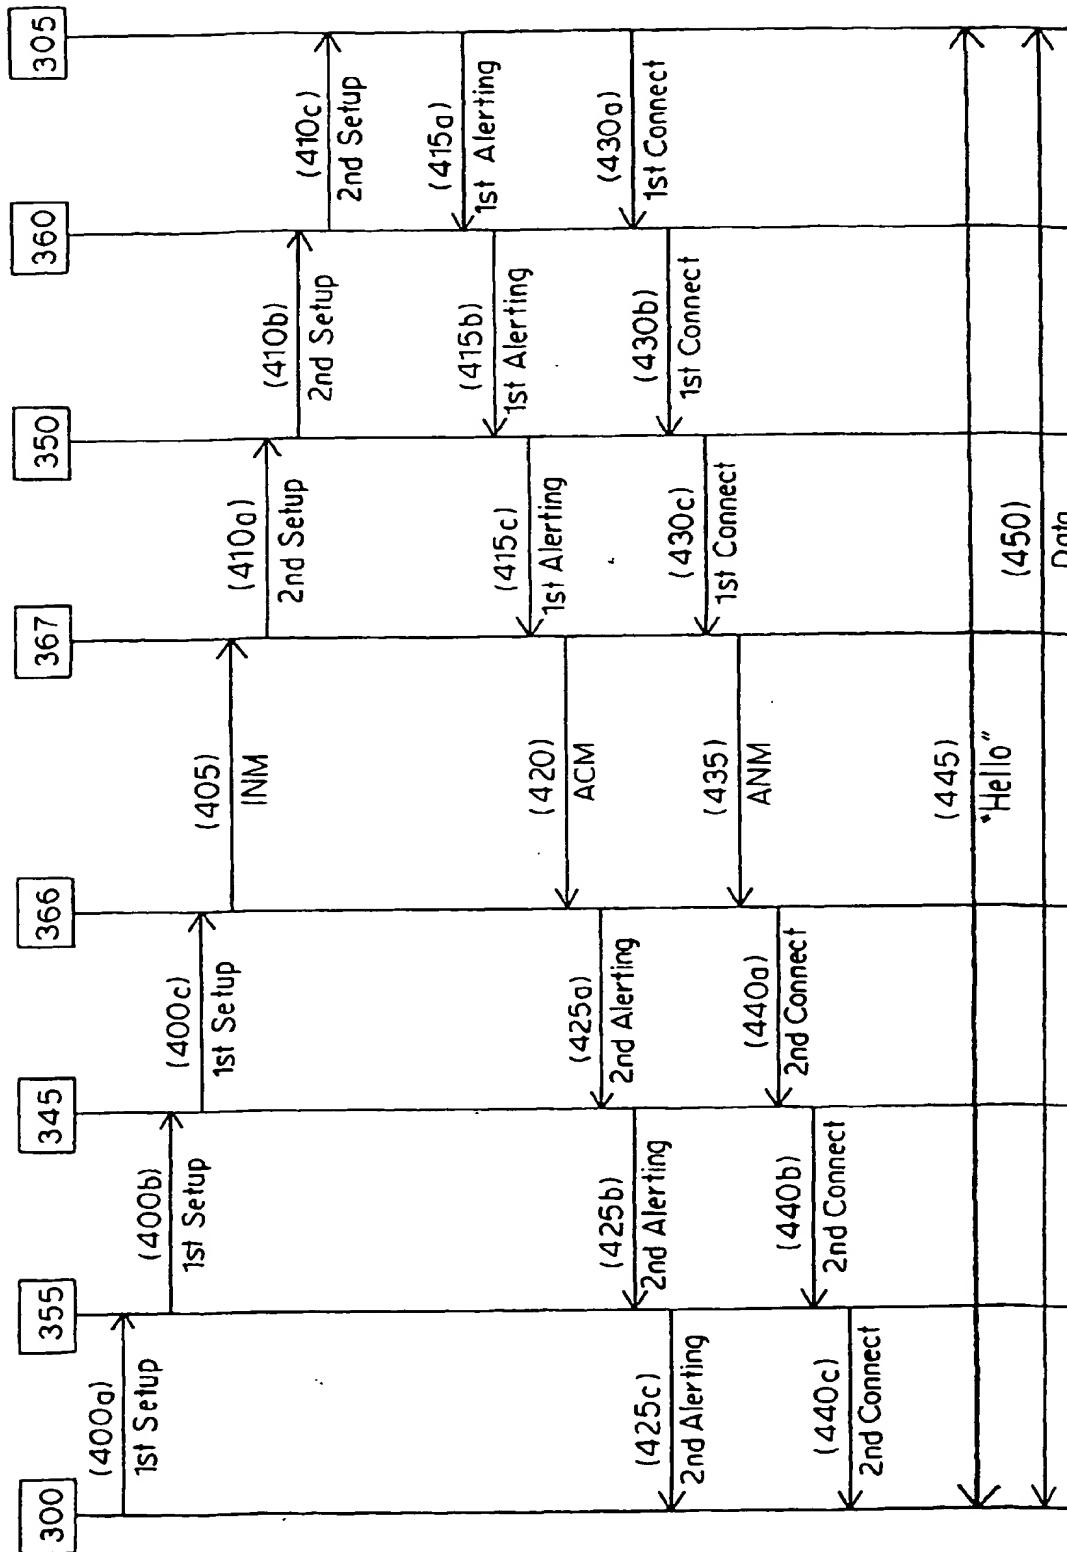 300
355
345
366
367
350
360
305
(400a)
1st Setup
(400b)
1st Setup
(400c)
1st Setup
(405)
INM
(410a)
2nd Setup
(410b)
2nd Setup
(410c)
2nd Setup
(415a)
1st Alerting
(415b)
1st Alerting
(415c)
1st Alerting
(420)
ACM
(425a)
2nd Alerting
(425b)
2nd Alerting
(425c)
2nd Alerting
(430a)
1st Connect
(430b)
1st Connect
(430c)
1st Connect
(435)
ANM
(440a)
2nd Connect
(440b)
2nd Connect
(440c)
2nd Connect
(445)
"Hello"
(450)
Data